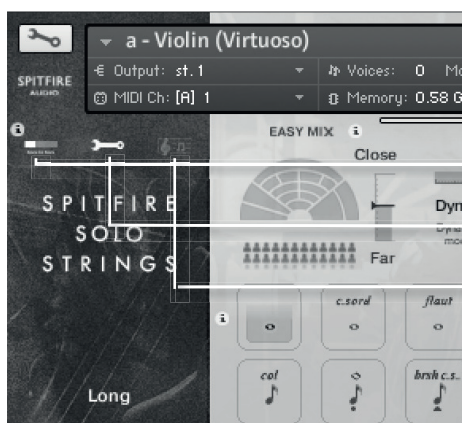 a - Violin (Virtuoso)
SPITFIRE
AUDIO
Output: st. 1
Voices: 0
MIDI Ch: [A] 1
Memory: 0.58 G
EASY MIX
Close
Far
SPITFIRE
SOLO
STRINGS
c.sord
flaut
col
brsh c.s.
Long